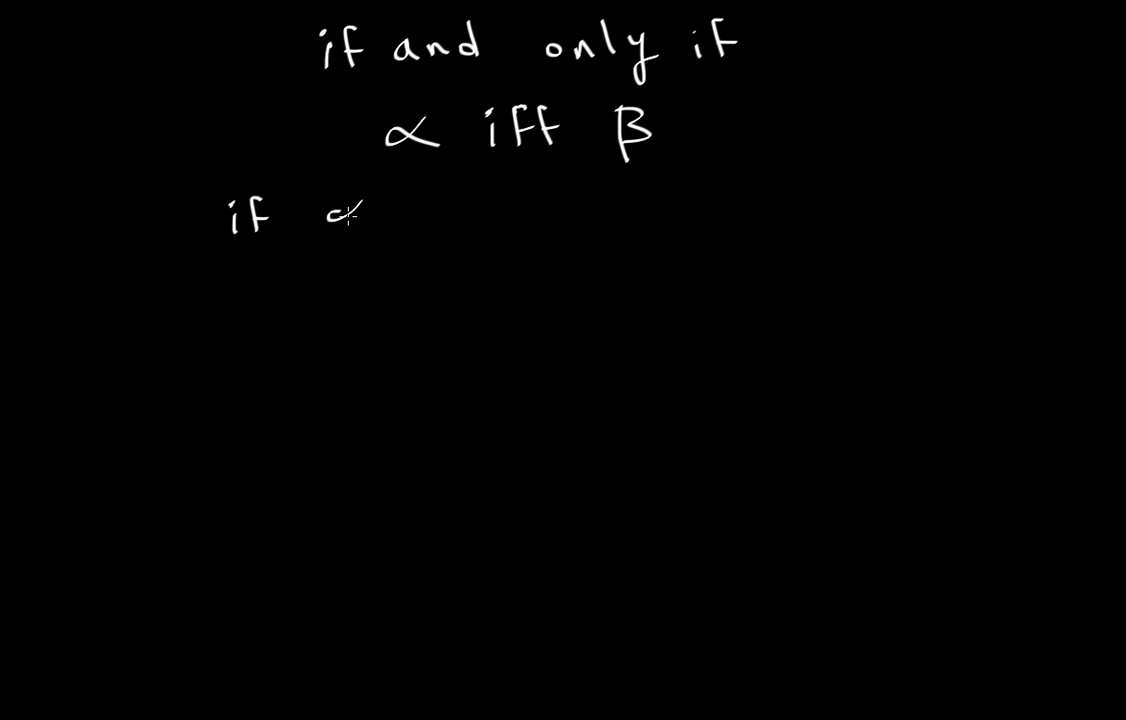 if and only if
α iff β
if α